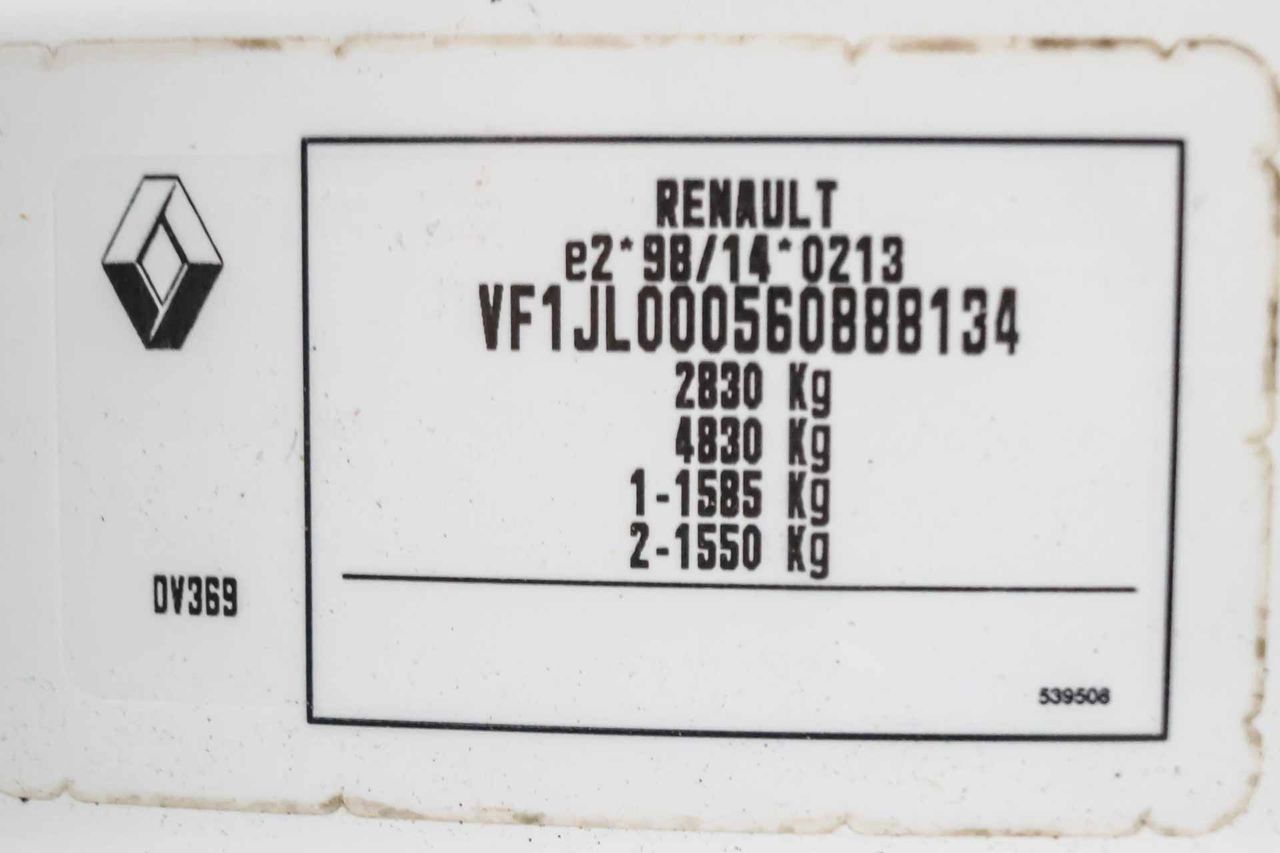 RENAULT
e2*98/14*0213
VF1JL000560888134
2830 Kg
4830 Kg
1-1585 Kg
2-1550 Kg
DV369
539508